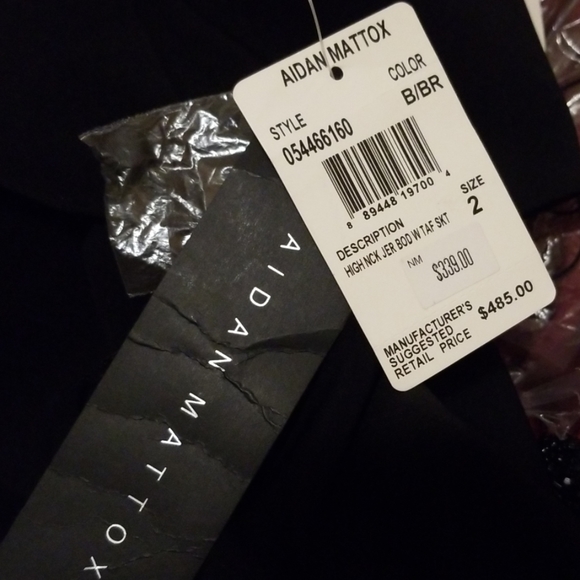 AIDAN MATTOX
STYLE
COLOR
054466160
B/BR
8 89448 19700 4
DESCRIPTION
SIZE
HIGH NCK JER BOD W TAF SKT
2
NM
$339.00
MANUFACTURER'S
SUGGESTED
RETAIL PRICE
$485.00
AIDAN MATTOX